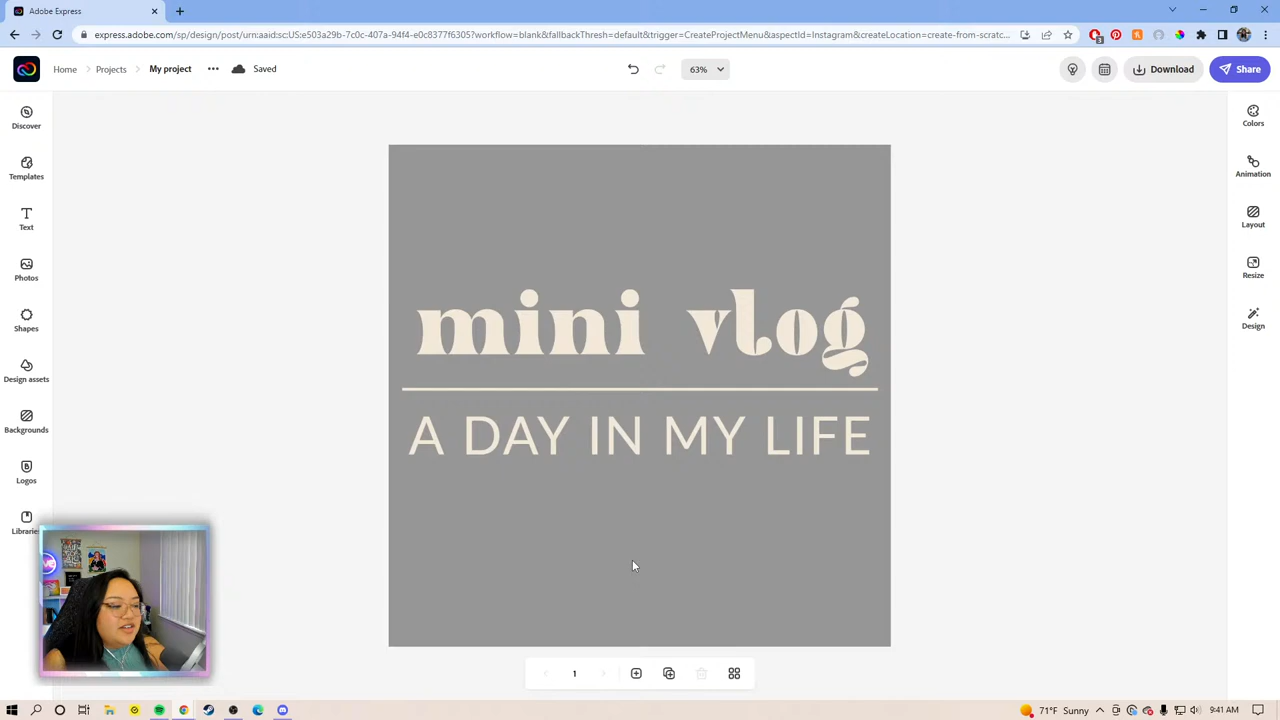 Adobe Express
express.adobe.com/sp/design/post/urn:aaid:sc:US:e503a29b-7c0c-407a-94f4-e0c8377f6305?workflow=blank&fallbackThresh=default&trigger=CreateProjectMenu&aspectId=Instagram&createLocation=create-from-scratc...
3
Home
Projects
My project
Saved
63%
Download
Share
Discover
Templates
Text
Photos
Shapes
Design assets
Backgrounds
Logos
Libraries
Colors
Animation
Layout
Resize
Design
mini vlog
A DAY IN MY LIFE
1
71°F Sunny
9:41 AM